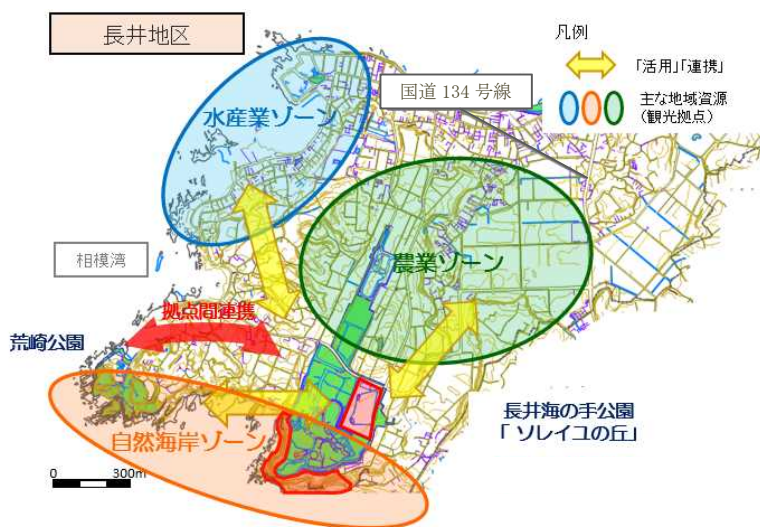 長井地区
凡例
「活用」「連携」
主な地域資源
（観光拠点）
国道 134 号線
水産業ゾーン
農業ゾーン
相模湾
拠点間連携
荒崎公園
自然海岸ゾーン
長井海の手公園
「 ソレイユの丘」
0 300m